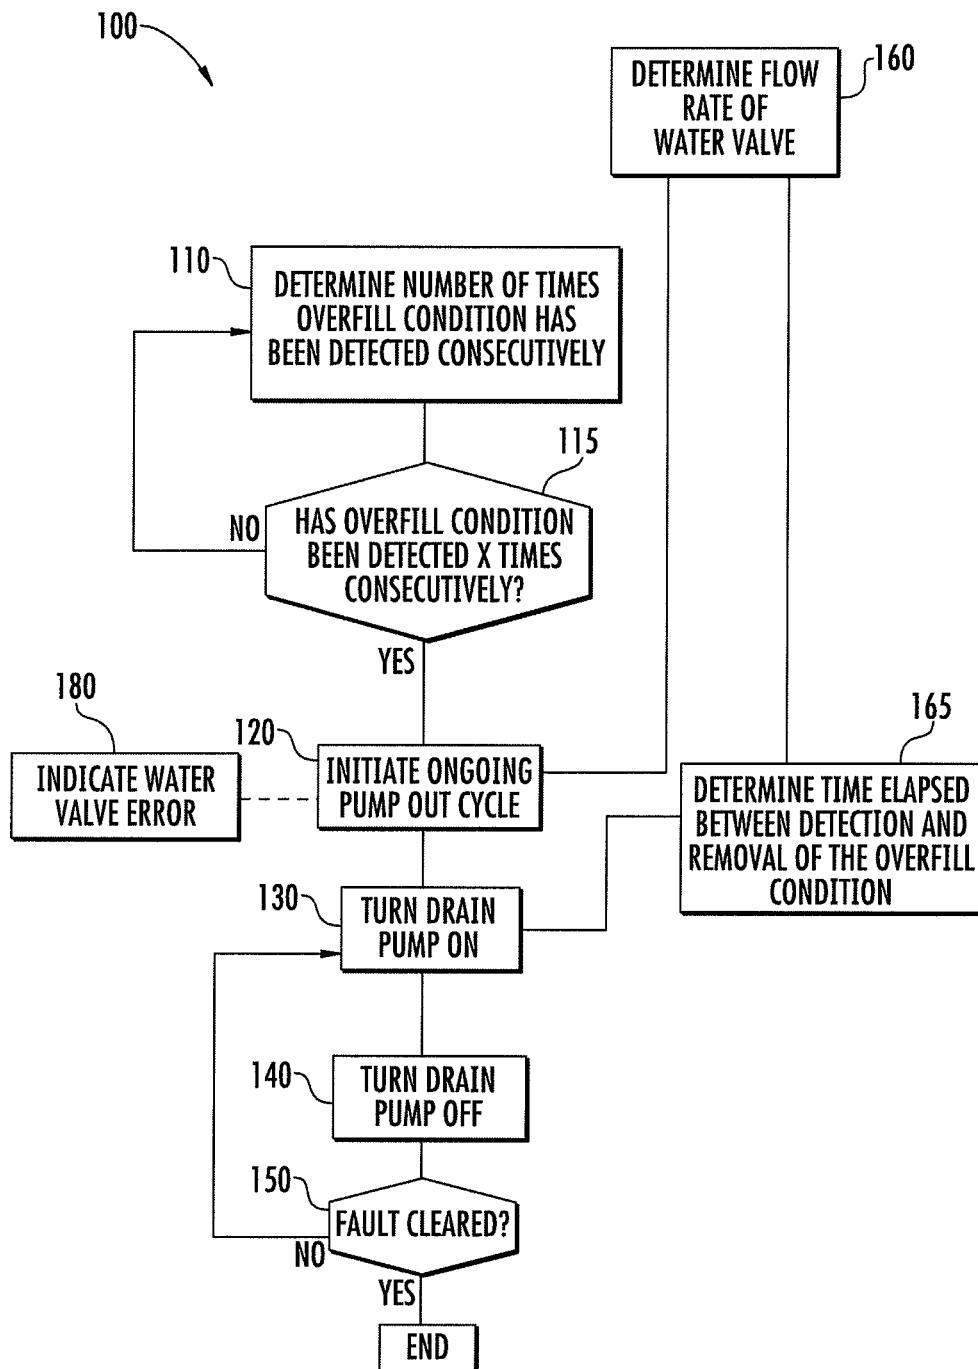 100
DETERMINE FLOW
RATE OF
WATER VALVE
160
110
DETERMINE NUMBER OF TIMES
OVERFILL CONDITION HAS
BEEN DETECTED CONSECUTIVELY
115
NO
HAS OVERFILL CONDITION
BEEN DETECTED X TIMES
CONSECUTIVELY?
YES
180
INDICATE WATER
VALVE ERROR
120
INITIATE ONGOING
PUMP OUT CYCLE
165
DETERMINE TIME ELAPSED
BETWEEN DETECTION AND
REMOVAL OF THE OVERFILL
CONDITION
130
TURN DRAIN
PUMP ON
140
TURN DRAIN
PUMP OFF
150
FAULT CLEARED?
NO
YES
END